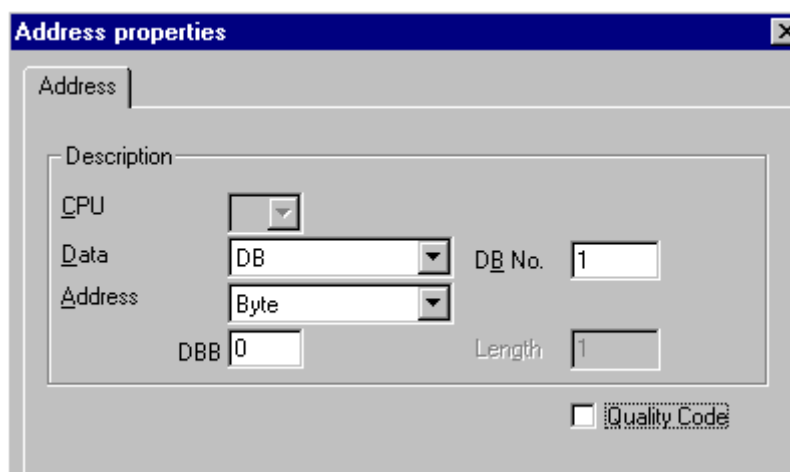 Address properties
Address
Description
CPU
Data DB DB No. 1
Address Byte
DBB 0 Length 1
Quality Code